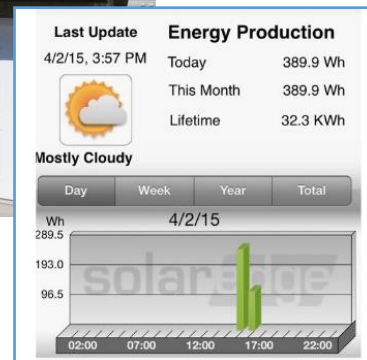 Last Update
4/2/15, 3:57 PM
Mostly Cloudy
Energy Production
Today 389.9 Wh
This Month 389.9 Wh
Lifetime 32.3 KWh
Day Week Year Total
Wh 4/2/15
289.5
193.0
96.5
solaredge
02:00 07:00 12:00 17:00 22:00